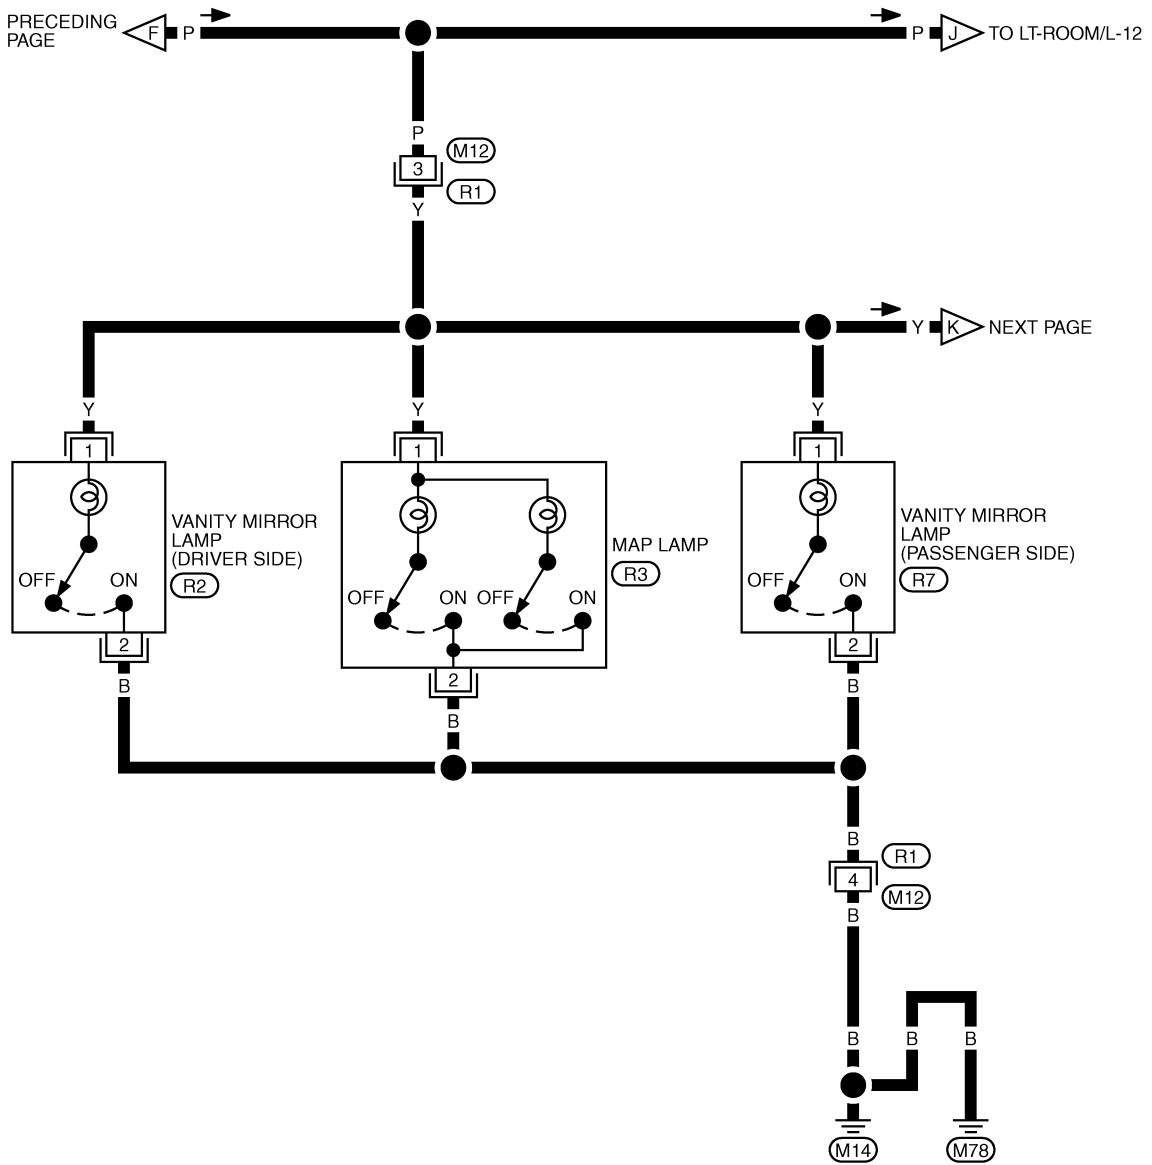 PRECEDING
PAGE
F
P
P
J
TO LT-ROOM/L-12
P
M12
3
R1
Y
Y
K
NEXT PAGE
Y
Y
Y
1
1
1
VANITY MIRROR
LAMP
(DRIVER SIDE)
R2
OFF
ON
MAP LAMP
R3
OFF
ON
OFF
ON
VANITY MIRROR
LAMP
(PASSENGER SIDE)
R7
OFF
ON
2
2
2
B
B
B
B
R1
4
M12
B
B
B
B
M14
M78